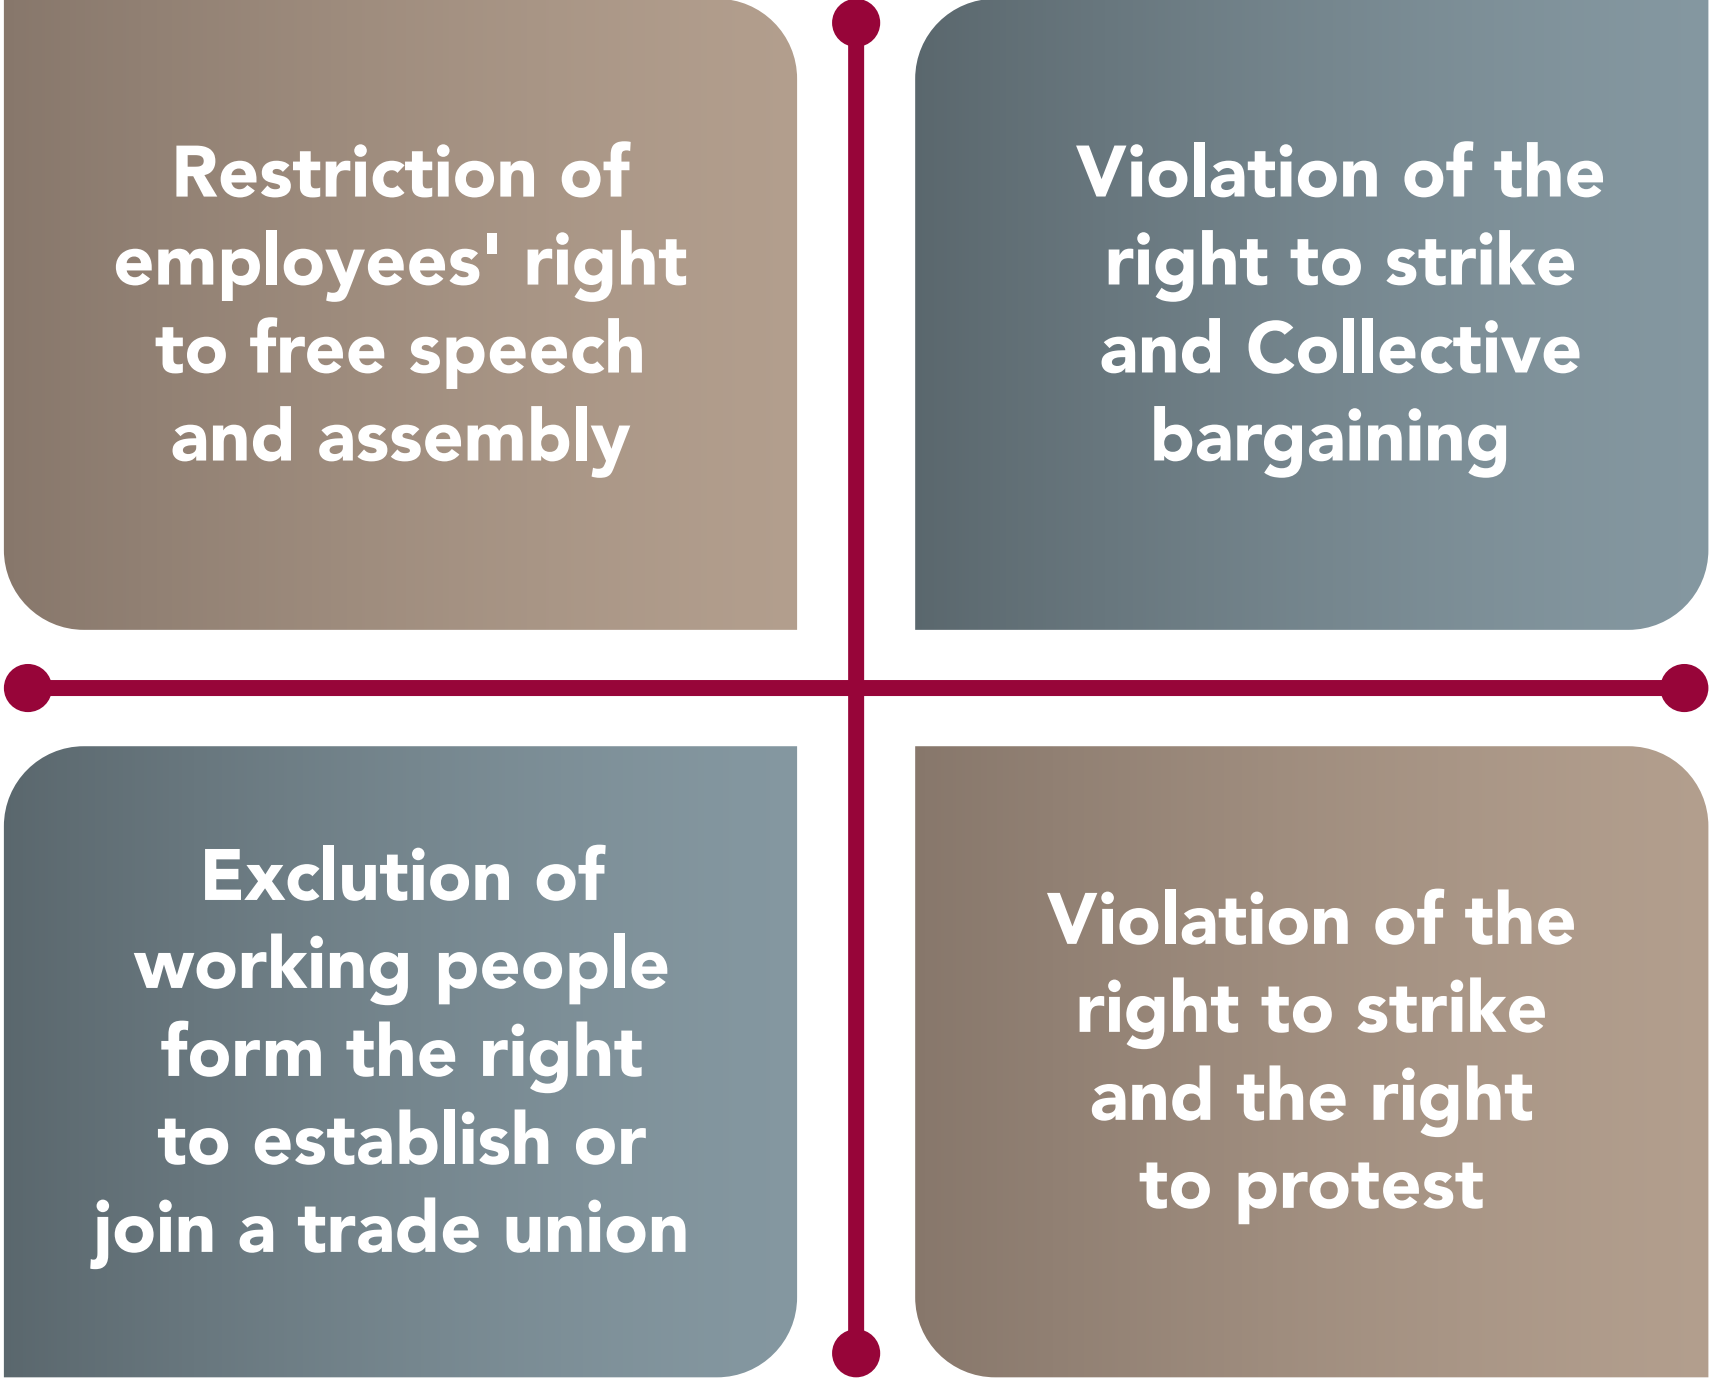 Restriction of
employees' right
to free speech
and assembly
Violation of the
right to strike
and Collective
bargaining
Exclution of
working people
form the right
to establish or
join a trade union
Violation of the
right to strike
and the right
to protest